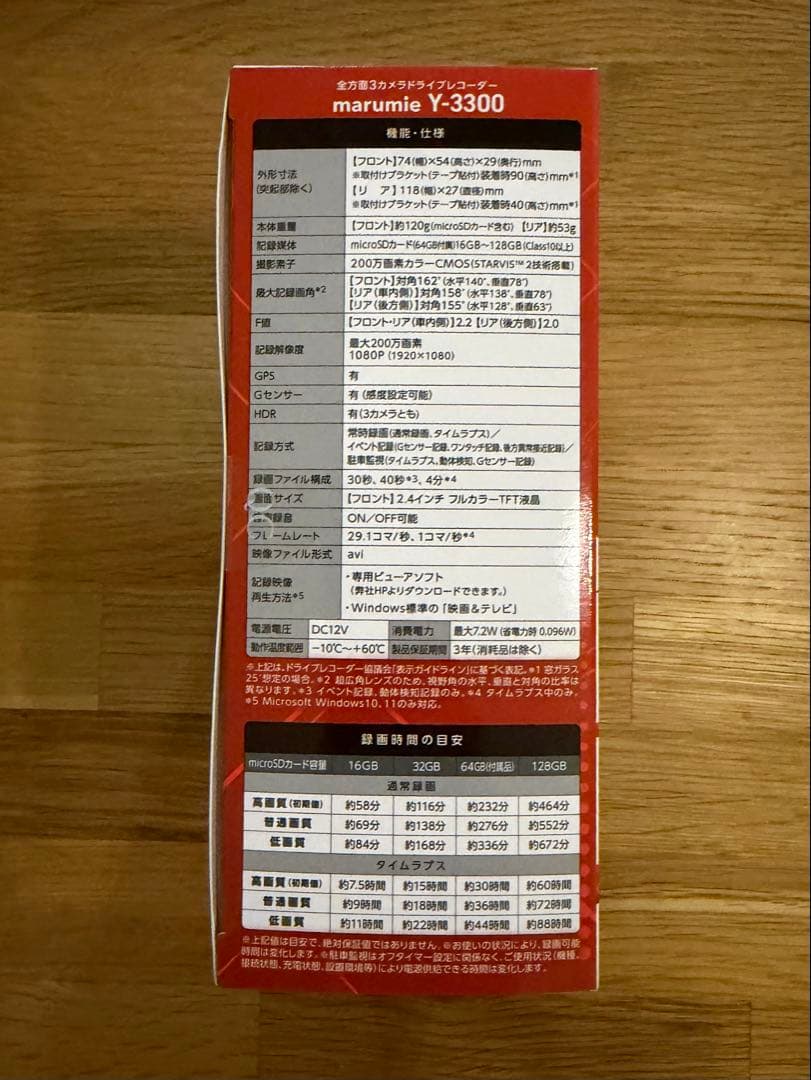 全方面3カメラドライブレコーダー
marumie Y-3300
機能・仕様
外形寸法
(突起部除く)
【フロント】74(幅)×54(高さ)×29(奥行)mm
※取付けブラケット(テープ貼付)装着時90(高さ)mm*1
【リ　ア】118(幅)×27(直径)mm
※取付けブラケット(テープ貼付)装着時40(高さ)mm*1
本体重量 【フロント】約120g(microSDカード含む) 【リア】約53g
記録媒体 microSDカード(64GB付属)16GB〜128GB(Class10以上)
撮影素子 200万画素カラーCMOS(STARVIS™ 2技術搭載)
最大記録画角*2
【フロント】対角162°(水平140°、垂直78°)
【リア(車内側)】対角158°(水平138°、垂直78°)
【リア(後方側)】対角155°(水平128°、垂直63°)
F値 【フロント・リア(車内側)】2.2 【リア(後方側)】2.0
記録解像度
最大200万画素
1080P (1920×1080)
GPS 有
Gセンサー 有(感度設定可能)
HDR 有(3カメラとも)
記録方式
常時録画(通常録画、タイムラプス)／
イベント記録(Gセンサー記録、ワンタッチ記録、後方異常接近記録)／
駐車監視(タイムラプス、動体検知、Gセンサー記録)
録画ファイル構成 30秒、40秒*3、4分*4
画面サイズ 【フロント】2.4インチ フルカラーTFT液晶
音声録音 ON／OFF可能
フレームレート 29.1コマ/秒、1コマ/秒*4
映像ファイル形式 avi
記録映像
再生方法*5
・専用ビューアソフト
(弊社HPよりダウンロードできます。)
・Windows標準の「映画&テレビ」
電源電圧 DC12V 消費電力 最大7.2W(省電力時 0.096W)
動作温度範囲 −10℃〜+60℃ 製品保証期間 3年(消耗品は除く)
※上記は、ドライブレコーダー協議会「表示ガイドライン」に基づく表記。*1 窓ガラス
25°想定の場合。*2 超広角レンズのため、視野角の水平、垂直と対角の比率は
異なります。*3 イベント記録、動体検知記録のみ。*4 タイムラプス中のみ。
*5 Microsoft Windows10、11のみ対応。
録画時間の目安
microSDカード容量 16GB 32GB 64GB(付属品) 128GB
通常録画
高画質(初期値) 約58分 約116分 約232分 約464分
普通画質 約69分 約138分 約276分 約552分
低画質 約84分 約168分 約336分 約672分
タイムラプス
高画質(初期値) 約7.5時間 約15時間 約30時間 約60時間
普通画質 約9時間 約18時間 約36時間 約72時間
低画質 約11時間 約22時間 約44時間 約88時間
※上記値は目安で、絶対保証値ではありません。※お使いの状況により、録画可能
時間は変化します。※駐車監視はオフタイマー設定に関係なく、ご使用状況(機種、
接続状態、充電状態、設置環境等)により電源供給できる時間は変化します。